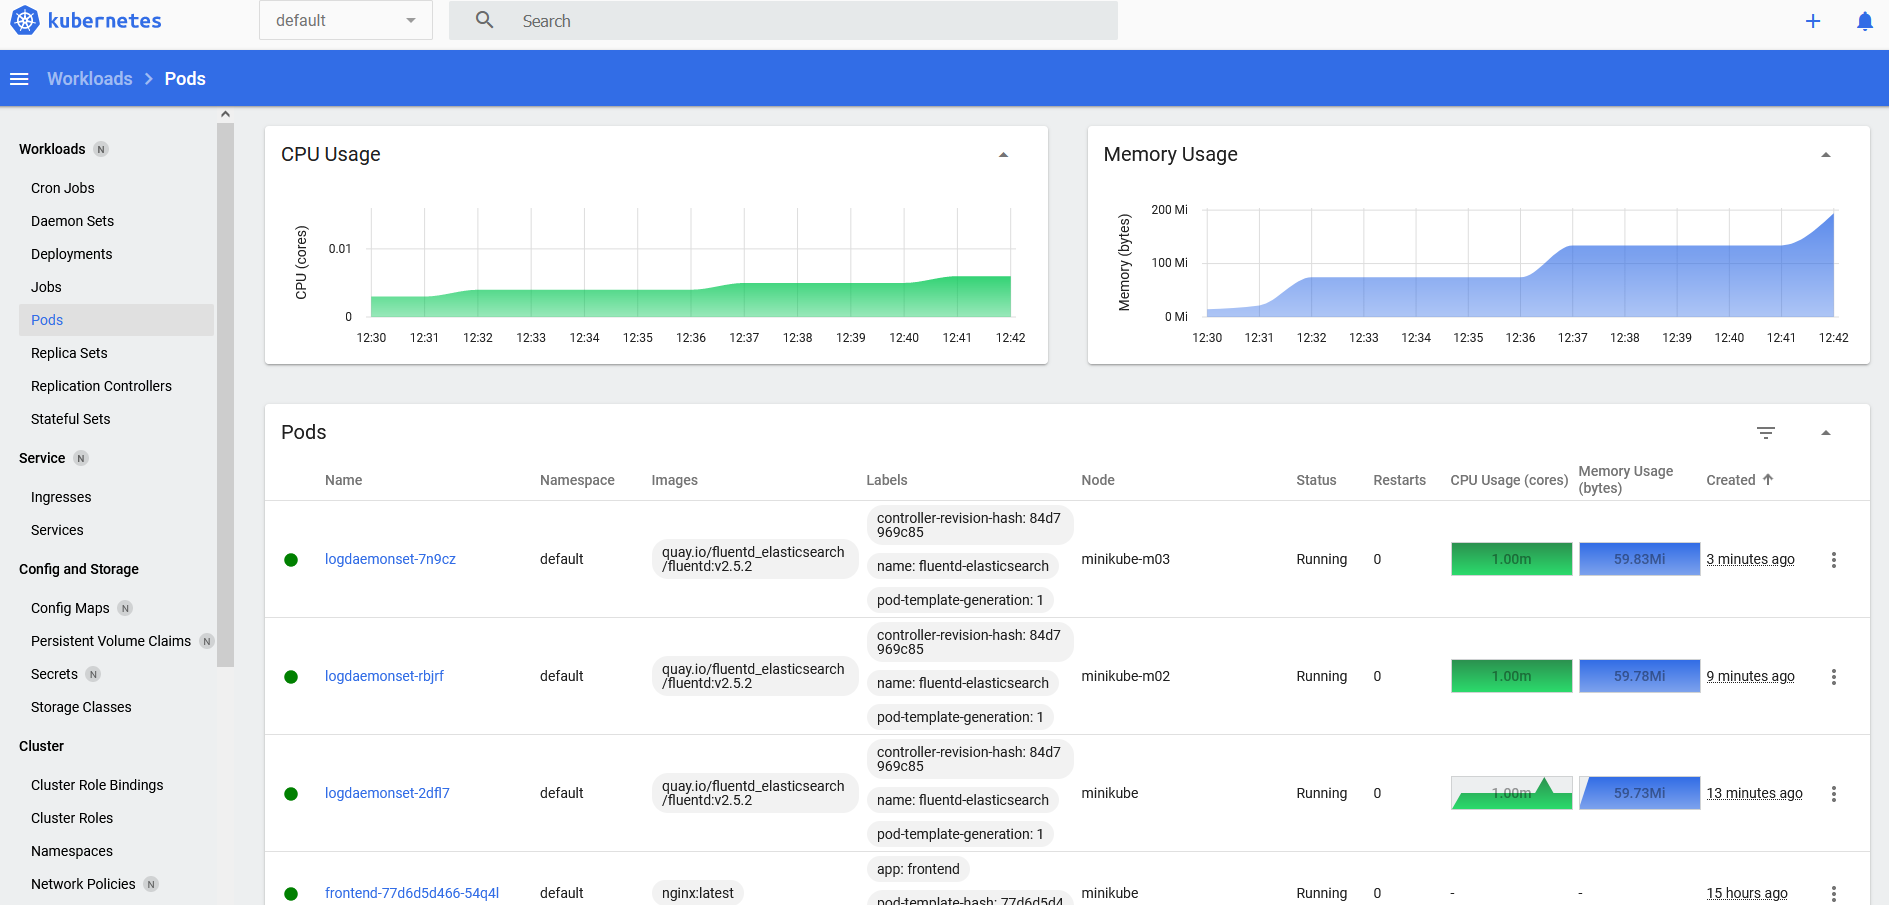 kubernetes
default
Search
Workloads
Pods
Workloads N
Cron Jobs
Daemon Sets
Deployments
Jobs
Pods
Replica Sets
Replication Controllers
Stateful Sets
Service N
Ingresses
Services
Config and Storage
Config Maps N
Persistent Volume Claims N
Secrets N
Storage Classes
Cluster
Cluster Role Bindings
Cluster Roles
Namespaces
Network Policies N
CPU Usage
CPU (cores)
0.01
0
12:30 12:31 12:32 12:33 12:34 12:35 12:36 12:37 12:38 12:39 12:40 12:41 12:42
Memory Usage
Memory (bytes)
200 Mi
100 Mi
0 Mi
12:30 12:31 12:32 12:33 12:34 12:35 12:36 12:37 12:38 12:39 12:40 12:41 12:42
Pods
Name Namespace Images Labels Node Status Restarts CPU Usage (cores) Memory Usage
(bytes) Created
controller-revision-hash: 84d7
969c85
logdaemonset-7n9cz default quay.io/fluentd_elasticsearch
/fluentd:v2.5.2
name: fluentd-elasticsearch
pod-template-generation: 1
minikube-m03 Running 0 1.00m 59.83Mi 3 minutes ago
controller-revision-hash: 84d7
969c85
logdaemonset-rbjrf default quay.io/fluentd_elasticsearch
/fluentd:v2.5.2
name: fluentd-elasticsearch
pod-template-generation: 1
minikube-m02 Running 0 1.00m 59.78Mi 9 minutes ago
controller-revision-hash: 84d7
969c85
logdaemonset-2dfl7 default quay.io/fluentd_elasticsearch
/fluentd:v2.5.2
name: fluentd-elasticsearch
pod-template-generation: 1
minikube Running 0 1.00m 59.73Mi 13 minutes ago
app: frontend
frontend-77d6d5d466-54q4l default nginx:latest
pod-template-hash: 77d6d5d4
minikube Running 0 - - 15 hours ago